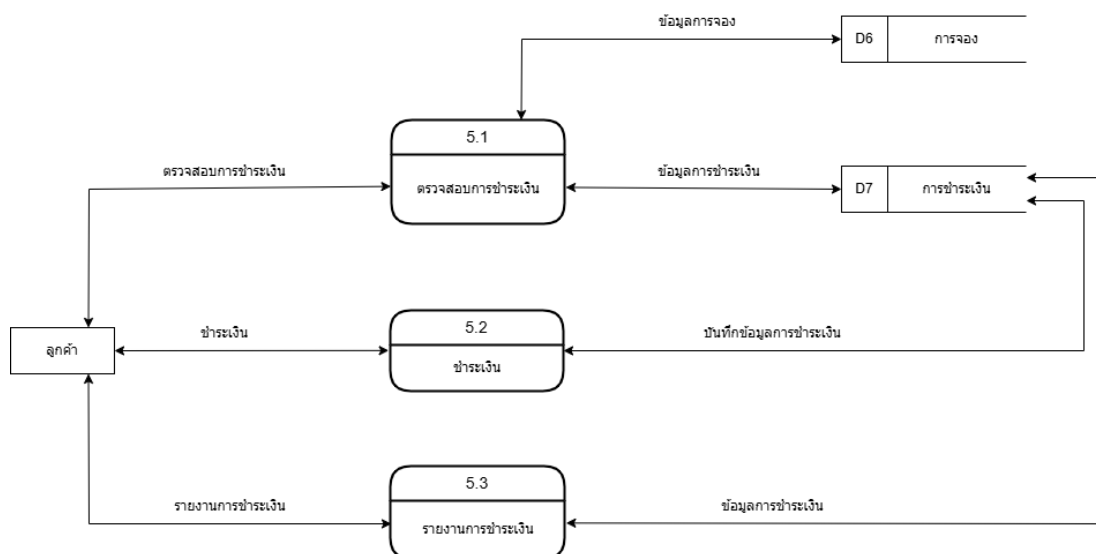 ข้อมูลการจอง
D6
การจอง
5.1
ตรวจสอบการชำระเงิน
ตรวจสอบการชำระเงิน
ข้อมูลการชำระเงิน
D7
การชำระเงิน
5.2
ชำระเงิน
บันทึกข้อมูลการชำระเงิน
ลูกค้า
ชำระเงิน
5.3
รายงานการชำระเงิน
ข้อมูลการชำระเงิน
รายงานการชำระเงิน